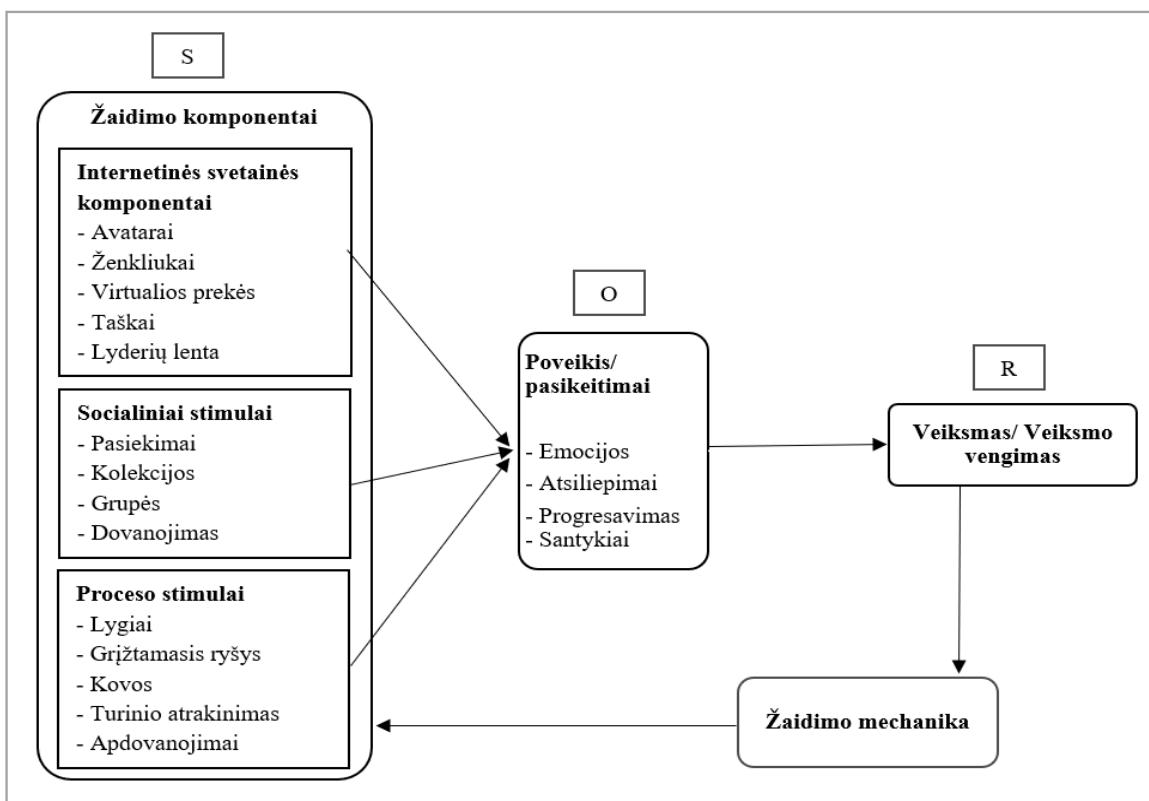 S
Žaidimo komponentai
Internetinės svetainės
komponentai
- Avatarai
- Ženkliukai
- Virtualios prekės
- Taškai
- Lyderių lenta
Socialiniai stimulai
- Pasiekimai
- Kolekcijos
- Grupės
- Dovanojimas
Proceso stimulai
- Lygiai
- Grįžtamasis ryšys
- Kovos
- Turinio atrakinimas
- Apdovanojimai
O
Poveikis/
pasikeitimai
- Emocijos
- Atsiliepimai
- Progresavimas
- Santykiai
R
Veiksmas/ Veiksmo
vengimas
Žaidimo mechanika